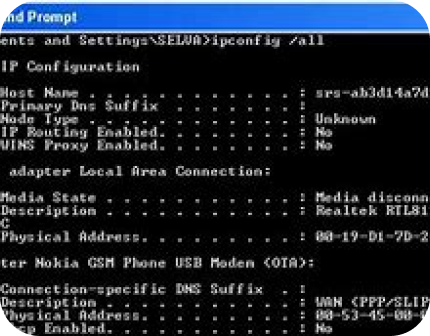 nd Prompt
ents and Settings\SELVA>ipconfig /all
IP Configuration
Host Name . . . . . . . . . . . . : srs-ab3d14a7d
Primary Dns Suffix . . . . . . . :
Node Type . . . . . . . . . . . . : Unknown
IP Routing Enabled. . . . . . . . : No
WINS Proxy Enabled. . . . . . . . : No
adapter Local Area Connection:
Media State . . . . . . . . . . . : Media disconn
Description . . . . . . . . . . . : Realtek RTL81
C
Physical Address. . . . . . . . . : 00-19-D1-7D-2
ter Nokia GSM Phone USB Modem (OTA):
Connection-specific DNS Suffix . :
Description . . . . . . . . . . . : WAN (PPP/SLIP
Physical Address. . . . . . . . . : 00-53-45-00-
cp Enabled. . . . . . . . . . . . : No